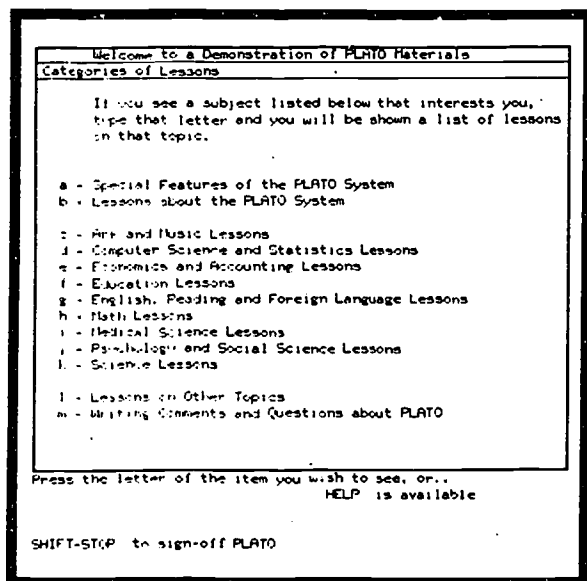 Welcome to a Demonstration of PLATO Materials
Categories of Lessons
If you see a subject listed below that interests you,
type that letter and you will be shown a list of lessons
on that topic.
a - Special Features of the PLATO System
b - Lessons about the PLATO System
c - Art and Music Lessons
d - Computer Science and Statistics Lessons
e - Economics and Accounting Lessons
f - Education Lessons
g - English, Reading and Foreign Language Lessons
h - Math Lessons
i - Medical Science Lessons
j - Psychology and Social Science Lessons
k - Science Lessons
l - Lessons on Other Topics
m - Writing Comments and Questions about PLATO
Press the letter of the item you wish to see, or..
HELP is available
SHIFT-STOP to sign-off PLATO